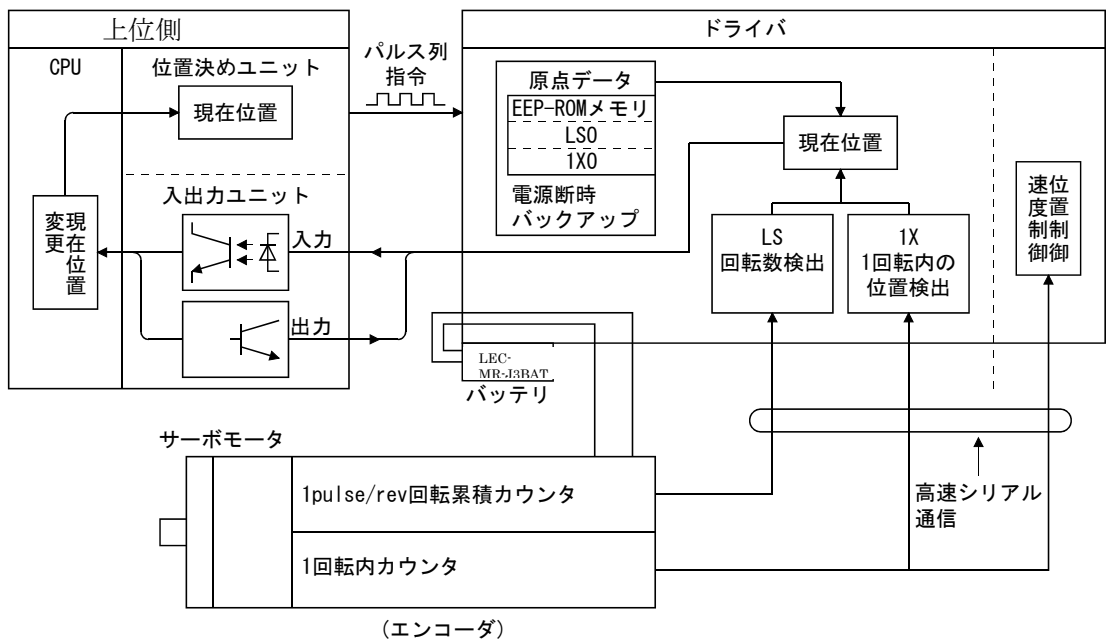 上位側
CPU
位置決めユニット
現在位置
入出力ユニット
現在位置
変更
入力
出力
パルス列
指令
ドライバ
原点データ
EEP-ROMメモリ
LS0
1X0
電源断時
バックアップ
現在位置
LS
回転数検出
1X
1回転内の
位置検出
位置制御
速度制御
LEC-
MR-J3BAT
バッテリ
サーボモータ
1pulse/rev回転累積カウンタ
1回転内カウンタ
(エンコーダ)
高速シリアル
通信